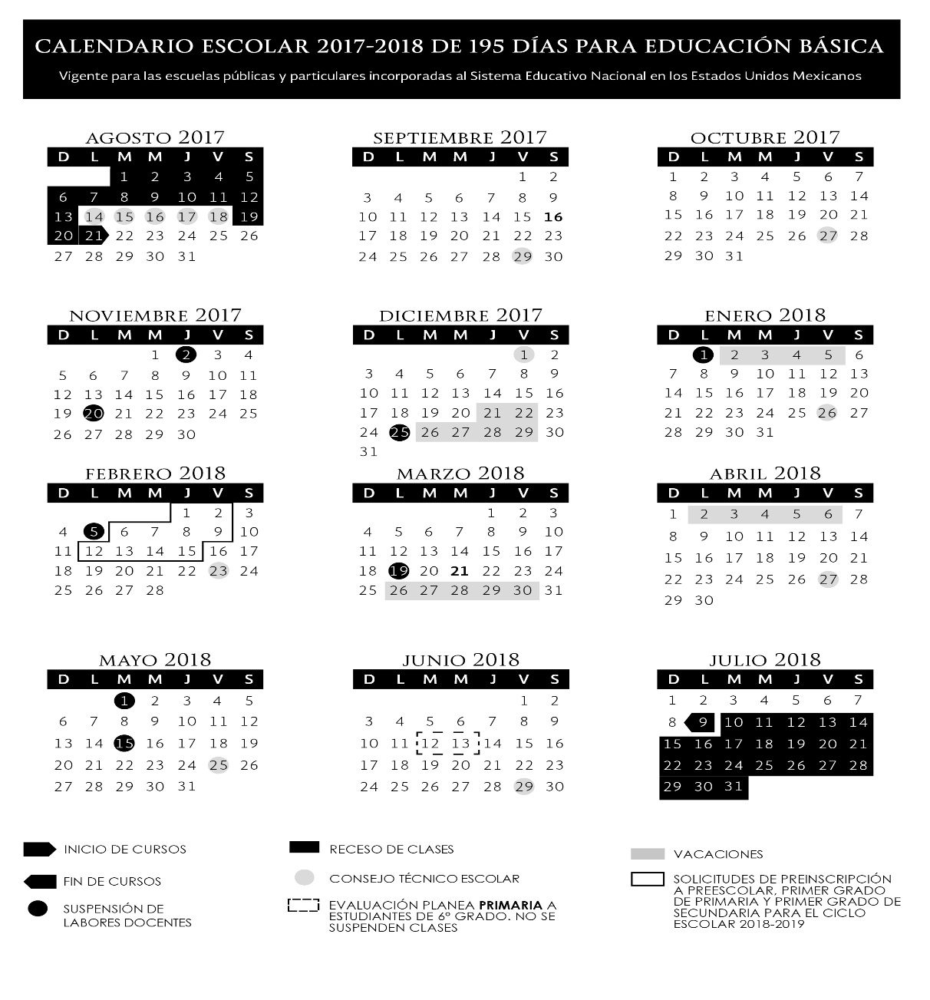 CALENDARIO ESCOLAR 2017-2018 DE 195 DÍAS PARA EDUCACIÓN BÁSICA
Vigente para las escuelas públicas y particulares incorporadas al Sistema Educativo Nacional en los Estados Unidos Mexicanos
AGOSTO 2017
D L M M J V S
1 2 3 4 5
6 7 8 9 10 11 12
13 14 15 16 17 18 19
20 21 22 23 24 25 26
27 28 29 30 31
SEPTIEMBRE 2017
D L M M J V S
1 2
3 4 5 6 7 8 9
10 11 12 13 14 15 16
17 18 19 20 21 22 23
24 25 26 27 28 29 30
OCTUBRE 2017
D L M M J V S
1 2 3 4 5 6 7
8 9 10 11 12 13 14
15 16 17 18 19 20 21
22 23 24 25 26 27 28
29 30 31
NOVIEMBRE 2017
D L M M J V S
1 2 3 4
5 6 7 8 9 10 11
12 13 14 15 16 17 18
19 20 21 22 23 24 25
26 27 28 29 30
DICIEMBRE 2017
D L M M J V S
1 2
3 4 5 6 7 8 9
10 11 12 13 14 15 16
17 18 19 20 21 22 23
24 25 26 27 28 29 30
31
ENERO 2018
D L M M J V S
1 2 3 4 5 6
7 8 9 10 11 12 13
14 15 16 17 18 19 20
21 22 23 24 25 26 27
28 29 30 31
FEBRERO 2018
D L M M J V S
1 2 3
4 5 6 7 8 9 10
11 12 13 14 15 16 17
18 19 20 21 22 23 24
25 26 27 28
MARZO 2018
D L M M J V S
1 2 3
4 5 6 7 8 9 10
11 12 13 14 15 16 17
18 19 20 21 22 23 24
25 26 27 28 29 30 31
ABRIL 2018
D L M M J V S
1 2 3 4 5 6 7
8 9 10 11 12 13 14
15 16 17 18 19 20 21
22 23 24 25 26 27 28
29 30
MAYO 2018
D L M M J V S
1 2 3 4 5
6 7 8 9 10 11 12
13 14 15 16 17 18 19
20 21 22 23 24 25 26
27 28 29 30 31
JUNIO 2018
D L M M J V S
1 2
3 4 5 6 7 8 9
10 11 12 13 14 15 16
17 18 19 20 21 22 23
24 25 26 27 28 29 30
JULIO 2018
D L M M J V S
1 2 3 4 5 6 7
8 9 10 11 12 13 14
15 16 17 18 19 20 21
22 23 24 25 26 27 28
29 30 31
INICIO DE CURSOS
FIN DE CURSOS
SUSPENSIÓN DE
LABORES DOCENTES
RECESO DE CLASES
CONSEJO TÉCNICO ESCOLAR
EVALUACIÓN PLANEA PRIMARIA A
ESTUDIANTES DE 6º GRADO. NO SE
SUSPENDEN CLASES
VACACIONES
SOLICITUDES DE PREINSCRIPCIÓN
A PREESCOLAR, PRIMER GRADO
DE PRIMARIA Y PRIMER GRADO DE
SECUNDARIA PARA EL CICLO
ESCOLAR 2018-2019